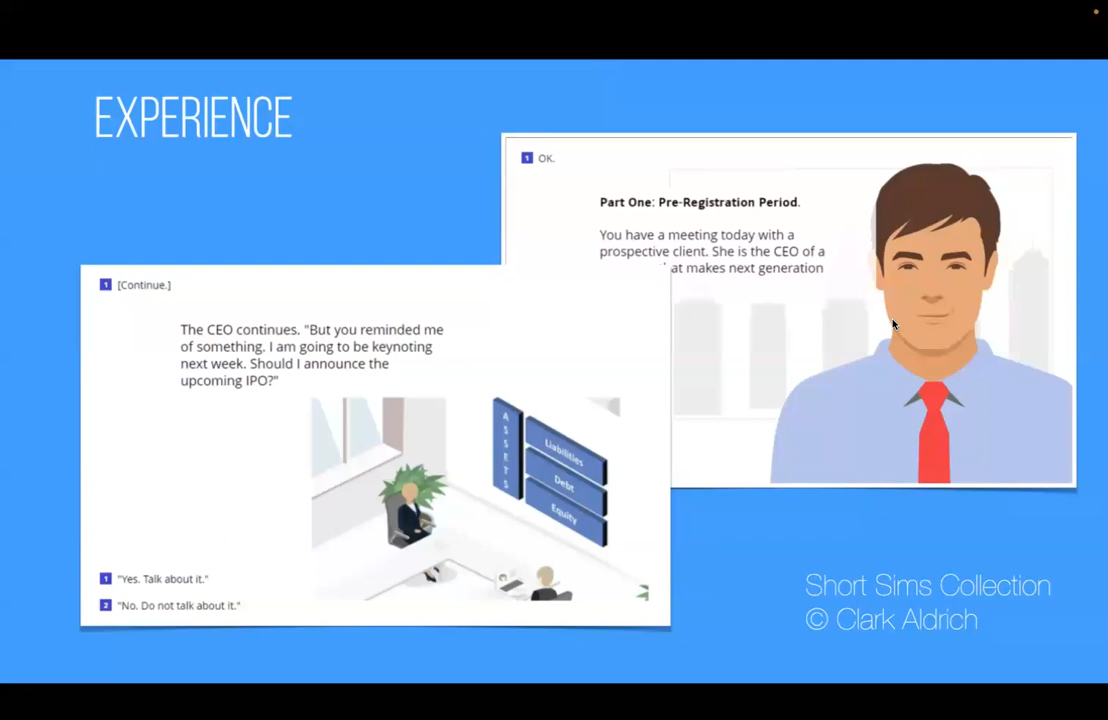 EXPERIENCE
1 OK.
Part One: Pre-Registration Period.
You have a meeting today with a
prospective client. She is the CEO of a
at makes next generation
1 [Continue.]
The CEO continues. "But you reminded me
of something. I am going to be keynoting
next week. Should I announce the
upcoming IPO?"
ASSETS
Liabilities
Debt
Equity
1 "Yes. Talk about it."
2 "No. Do not talk about it."
Short Sims Collection
© Clark Aldrich